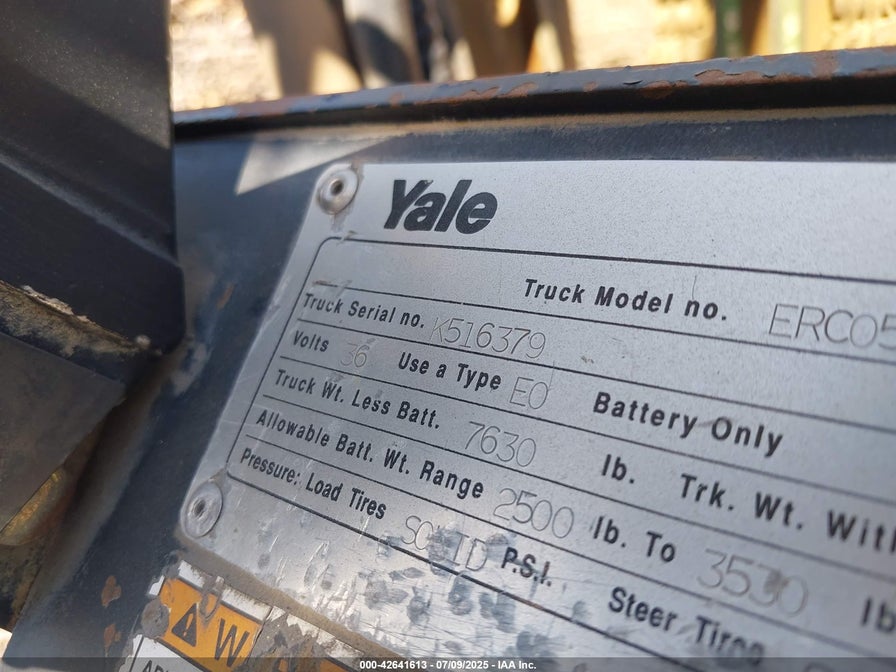 Yale
Truck Model no. ERC05
Truck Serial no. K516379
Volts 36 Use a Type EO Battery Only
Truck Wt. Less Batt. 7630 lb. Trk. Wt. With
Allowable Batt. Wt. Range 2500 lb. To 3530 lb
Pressure: Load Tires SOLID P.S.I. Steer Tires
W
000-42641613 | 07/09/2025 - IAA Inc.